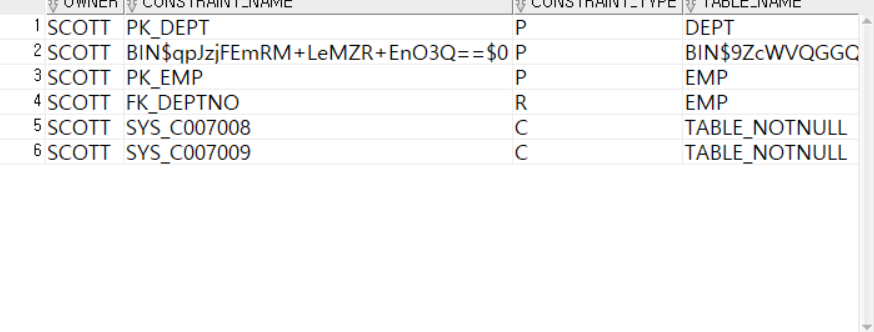 OWNER CONSTRAINT_NAME CONSTRAINT_TYPE TABLE_NAME
1 SCOTT PK_DEPT P DEPT
2 SCOTT BIN$qpJzjFEmRM+LeMZR+EnO3Q==$0 P BIN$9ZcWVQGGQ
3 SCOTT PK_EMP P EMP
4 SCOTT FK_DEPTNO R EMP
5 SCOTT SYS_C007008 C TABLE_NOTNULL
6 SCOTT SYS_C007009 C TABLE_NOTNULL